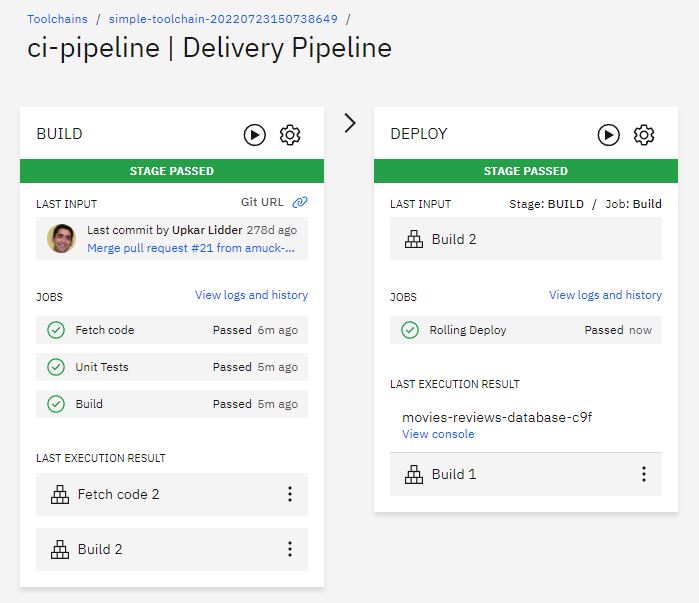 Toolchains / simple-toolchain-20220723150738649 /
ci-pipeline | Delivery Pipeline
BUILD
STAGE PASSED
LAST INPUT Git URL
Last commit by Upkar Lidder 278d ago
Merge pull request #21 from amuck-...
JOBS View logs and history
Fetch code Passed 6m ago
Unit Tests Passed 5m ago
Build Passed 5m ago
LAST EXECUTION RESULT
Fetch code 2
Build 2
DEPLOY
STAGE PASSED
LAST INPUT Stage: BUILD / Job: Build
Build 2
JOBS View logs and history
Rolling Deploy Passed now
LAST EXECUTION RESULT
movies-reviews-database-c9f
View console
Build 1